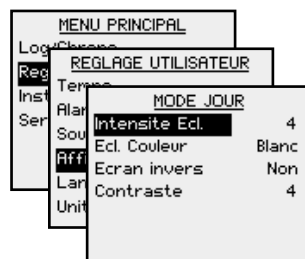 MENU PRINCIPAL
Log/Chrono
REGLAGE UTILISATEUR
Reg
Inst
Ser
Temps
Alar
Sou
Affi
Lan
Unit
MODE JOUR
Intensite Ecl. 4
Ecl. Couleur Blanc
Ecran invers Non
Contraste 4